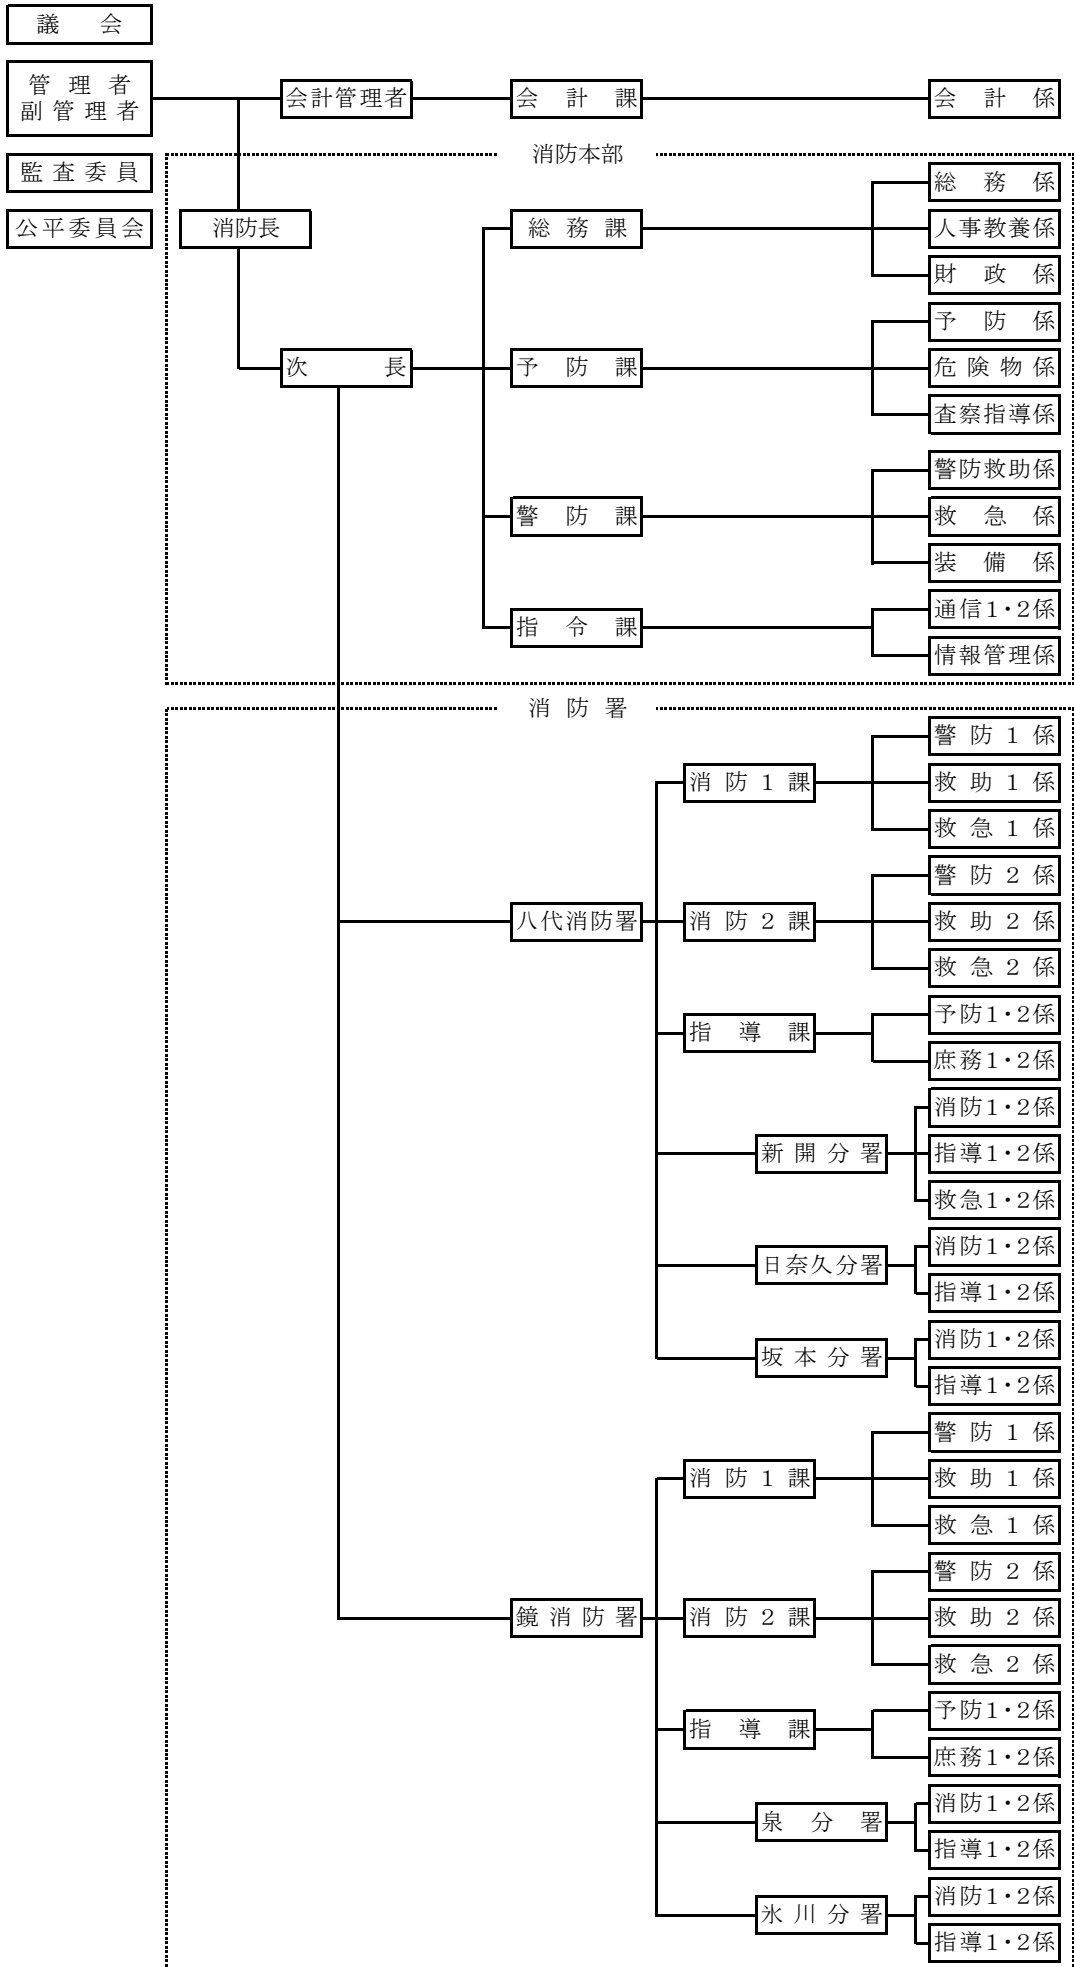 議会
管理者
副管理者
会計管理者
会計課
会計係
監査委員
公平委員会
消防本部
消防長
総務課
総務係
人事教養係
財政係
次長
予防課
予防係
危険物係
査察指導係
警防課
警防救助係
救急係
装備係
指令課
通信1・2係
情報管理係
消防署
八代消防署
消防1課
警防1係
救助1係
救急1係
消防2課
警防2係
救助2係
救急2係
指導課
予防1・2係
庶務1・2係
新開分署
消防1・2係
指導1・2係
救急1・2係
日奈久分署
消防1・2係
指導1・2係
坂本分署
消防1・2係
指導1・2係
鏡消防署
消防1課
警防1係
救助1係
救急1係
消防2課
警防2係
救助2係
救急2係
指導課
予防1・2係
庶務1・2係
泉分署
消防1・2係
指導1・2係
氷川分署
消防1・2係
指導1・2係